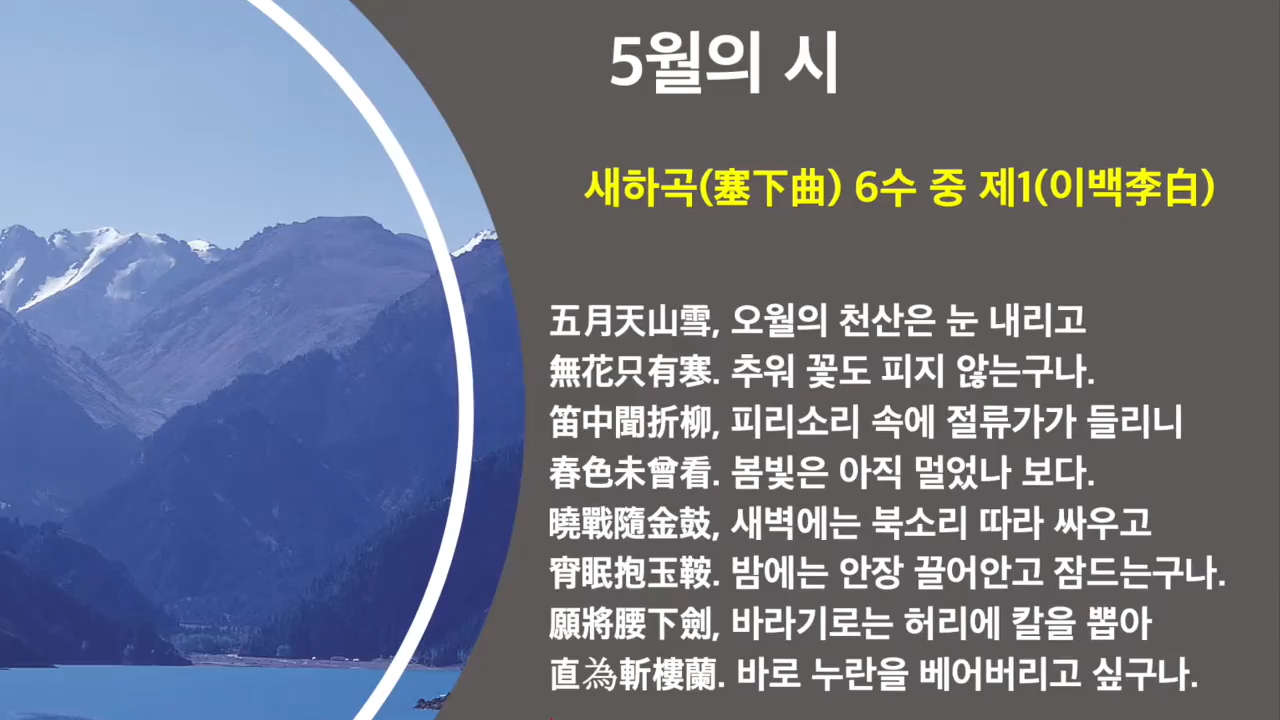 5월의 시
새하곡(塞下曲) 6수 중 제1(이백李白)
五月天山雪, 오월의 천산은 눈 내리고
無花只有寒. 추워 꽃도 피지 않는구나.
笛中聞折柳, 피리소리 속에 절류가가 들리니
春色未曾看. 봄빛은 아직 멀었나 보다.
曉戰隨金鼓, 새벽에는 북소리 따라 싸우고
宵眠抱玉鞍. 밤에는 안장 끌어안고 잠드는구나.
願將腰下劍, 바라기로는 허리에 칼을 뽑아
直為斬樓蘭. 바로 누란을 베어버리고 싶구나.